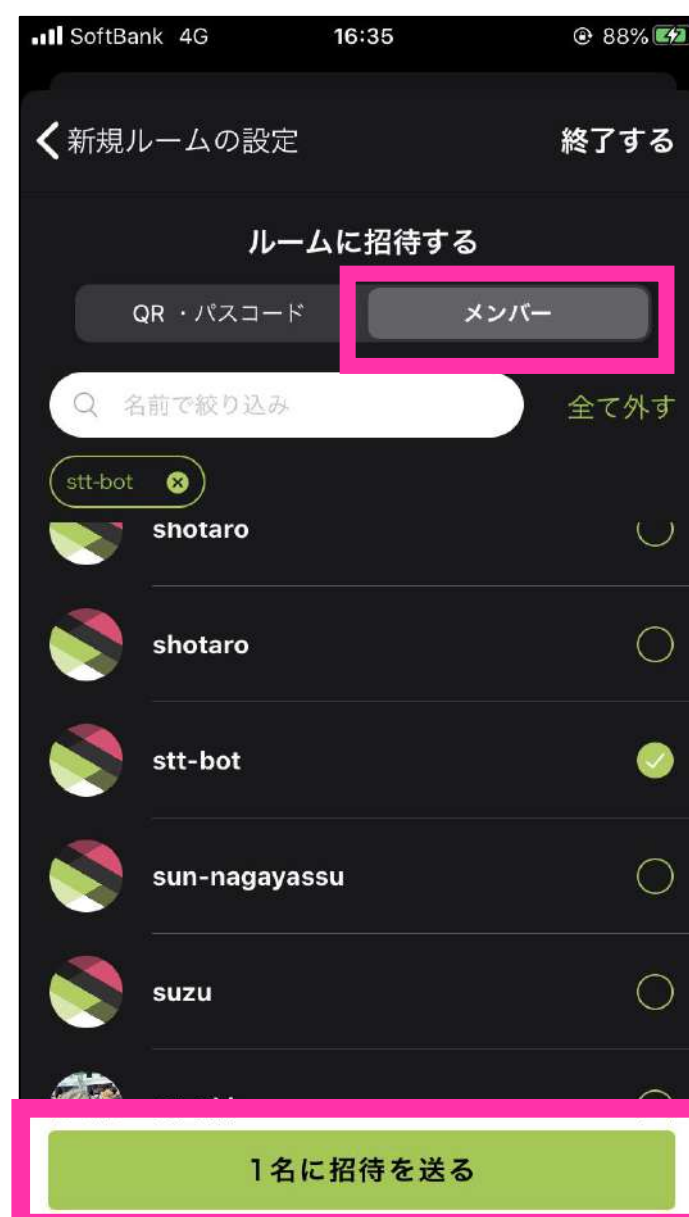 SoftBank 4G 16:35 88%
新規ルームの設定 終了する
ルームに招待する
QR ・パスコード メンバー
名前で絞り込み 全て外す
stt-bot
shotaro
shotaro
stt-bot
sun-nagayassu
suzu
1名に招待を送る